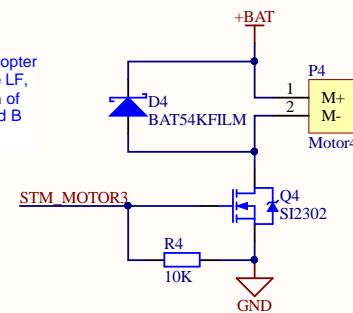 +BAT
opter
LF,
of
d B
P4
1
M+
2
M-
Motor4
D4
BAT54KFILM
STM_MOTOR3
Q4
SI2302
R4
10K
GND